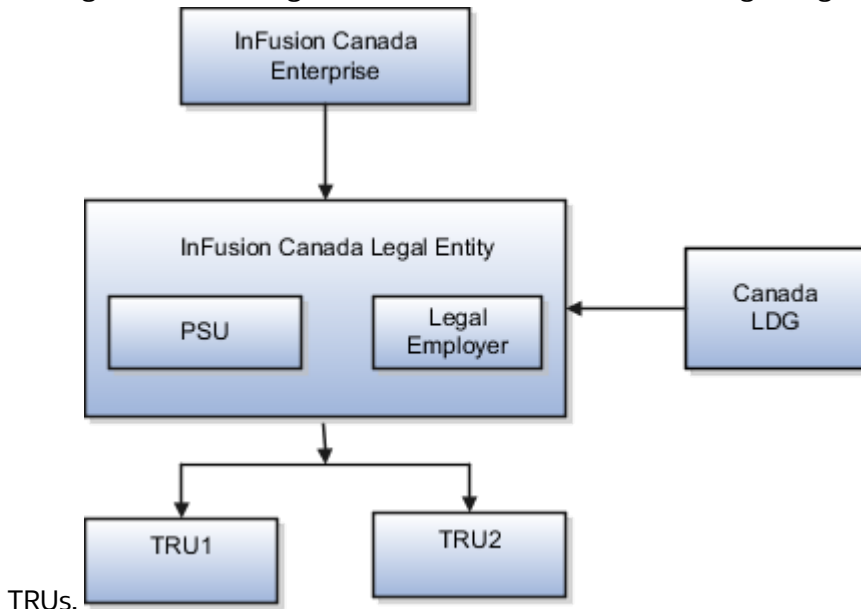 InFusion Canada
Enterprise
InFusion Canada Legal Entity
PSU
Legal
Employer
Canada
LDG
TRU1
TRU2
TRUs.